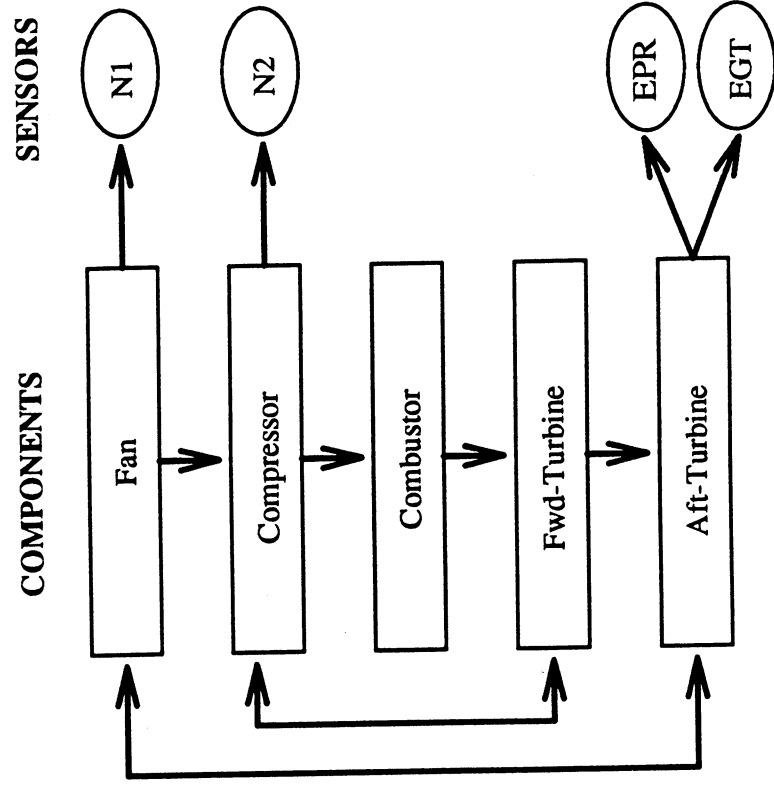 SENSORS
N1
N2
EPR
EGT
COMPONENTS
Fan
Compressor
Combustor
Fwd-Turbine
Aft-Turbine